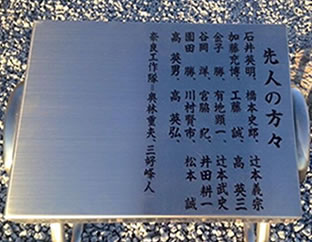 先人の方々
石井英明、橋本史郎、辻本義宗
加藤充博、工藤 誠、高 英三
金子 勝、有地顕一、辻本武史
谷岡 洋、宮脇 紀、井田耕一
園田 勝、川村賢市、松本 誠
高 英男、高 英弘、
奈良工作隊=奥林重夫、三好峰人